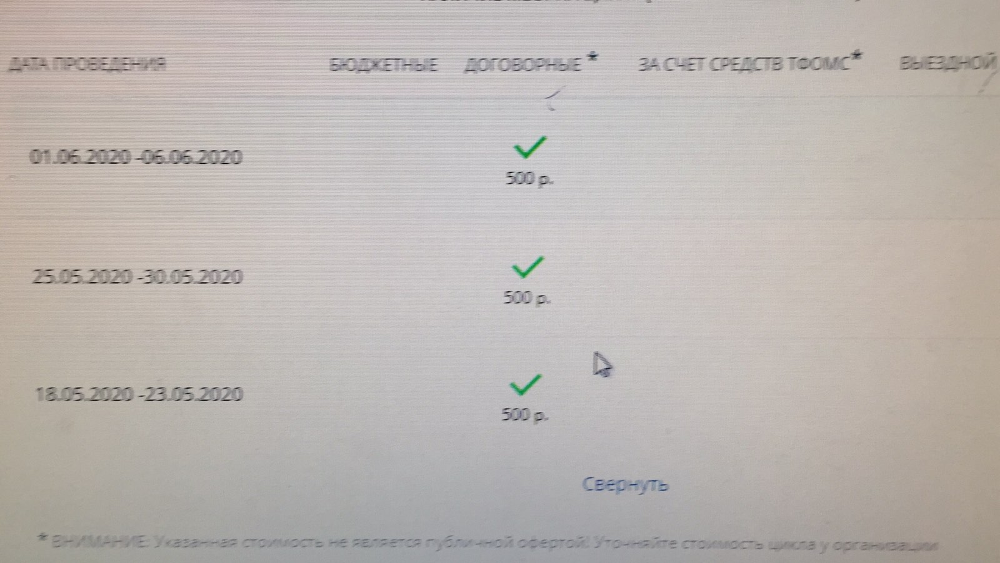 ДАТА ПРОВЕДЕНИЯ БЮДЖЕТНЫЕ ДОГОВОРНЫЕ * ЗА СЧЕТ СРЕДСТВ ТФОМС* ВЫЕЗДНОЙ
01.06.2020 -06.06.2020
500 р.
25.05.2020 -30.05.2020
500 р.
18.05.2020 -23.05.2020
500 р.
Свернуть
* ВНИМАНИЕ: Указанная стоимость не является публичной офертой! Уточняйте стоимость цикла у организации